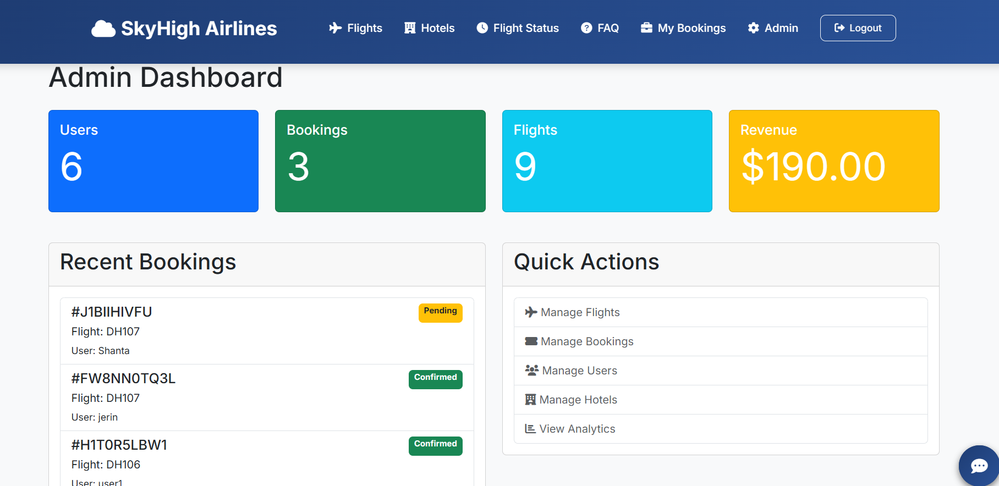 SkyHigh Airlines Flights Hotels Flight Status FAQ My Bookings Admin Logout
Admin Dashboard
Users
6
Bookings
3
Flights
9
Revenue
$190.00
Recent Bookings
#J1BIIHIVFU Pending
Flight: DH107
User: Shanta
#FW8NN0TQ3L Confirmed
Flight: DH107
User: jerin
#H1T0R5LBW1 Confirmed
Flight: DH106
User: user1
Quick Actions
Manage Flights
Manage Bookings
Manage Users
Manage Hotels
View Analytics